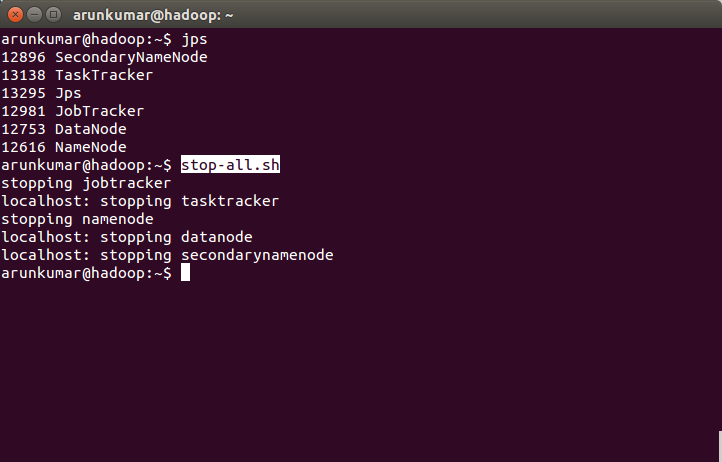 arunkumar@hadoop: ~
arunkumar@hadoop:~$ jps
12896 SecondaryNameNode
13138 TaskTracker
13295 Jps
12981 JobTracker
12753 DataNode
12616 NameNode
arunkumar@hadoop:~$ stop-all.sh
stopping jobtracker
localhost: stopping tasktracker
stopping namenode
localhost: stopping datanode
localhost: stopping secondarynamenode
arunkumar@hadoop:~$